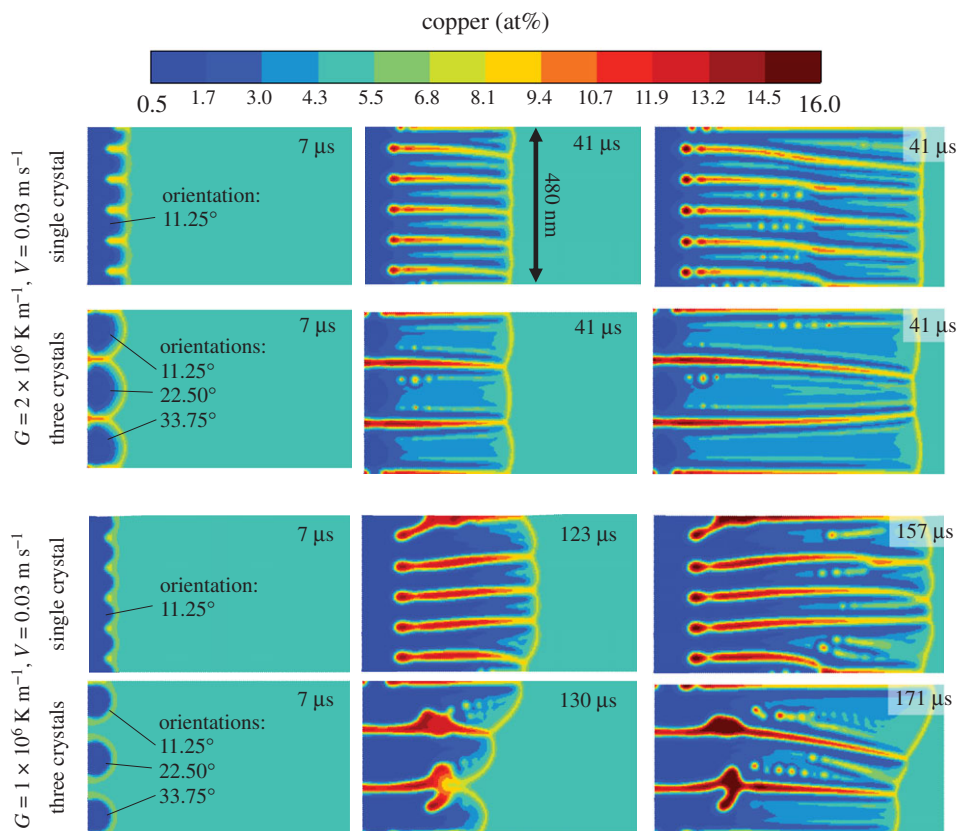 copper (at%)
0.5 1.7 3.0 4.3 5.5 6.8 8.1 9.4 10.7 11.9 13.2 14.5 16.0
G = 2 × 10⁶ K m⁻¹, V = 0.03 m s⁻¹
single crystal
7 µs
orientation:
11.25°
41 µs
480 nm
41 µs
three crystals
7 µs
orientations:
11.25°
22.50°
33.75°
41 µs
41 µs
G = 1 × 10⁶ K m⁻¹, V = 0.03 m s⁻¹
single crystal
7 µs
orientation:
11.25°
123 µs
157 µs
three crystals
7 µs
orientations:
11.25°
22.50°
33.75°
130 µs
171 µs